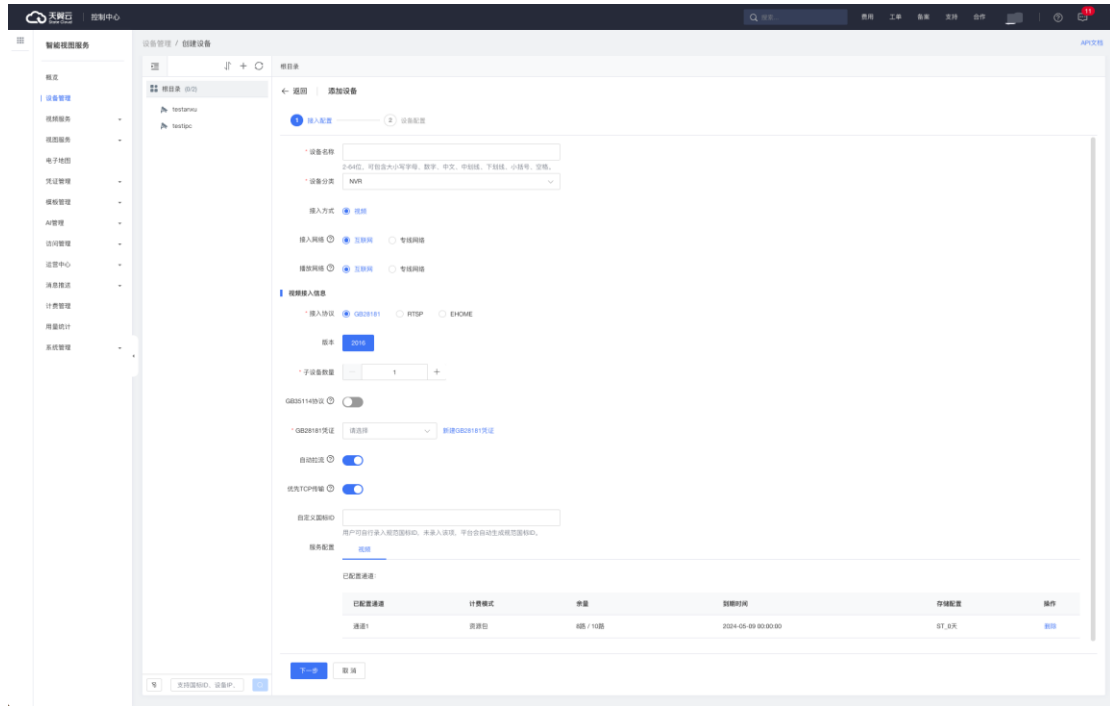 天翼云 控制中心 费用 工单 备案 支持 合作 11
智能视图服务
设备管理 / 创建设备 API文档
概览
设备管理
视频服务
视图服务
电子地图
凭证管理
模板管理
AI管理
访问管理
运营中心
消息推送
计费管理
用量统计
系统管理
根目录 (0/0)
testanxu
testipc
支持国标ID、设备IP、
根目录
返回 添加设备
1 接入配置 2 设备配置
* 设备名称
2-64位，可包含大小写字母、数字、中文、中划线、下划线、小括号、空格。
* 设备分类 NVR
接入方式 视频
接入网络 互联网 专线网络
播放网络 互联网 专线网络
视频接入信息
* 接入协议 GB28181 RTSP EHOME
版本 2016
* 子设备数量 − 1 +
GB35114协议
* GB28181凭证 请选择 新建GB28181凭证
自动拉流
优先TCP传输
自定义国标ID
用户可自行录入规范国标ID，未录入该项，平台会自动生成规范国标ID。
服务配置 视频
已配置通道:
已配置通道 计费模式 余量 到期时间 存储配置 操作
通道1 资源包 6路 / 10路 2024-05-09 00:00:00 ST_0天 删除
下一步 取消